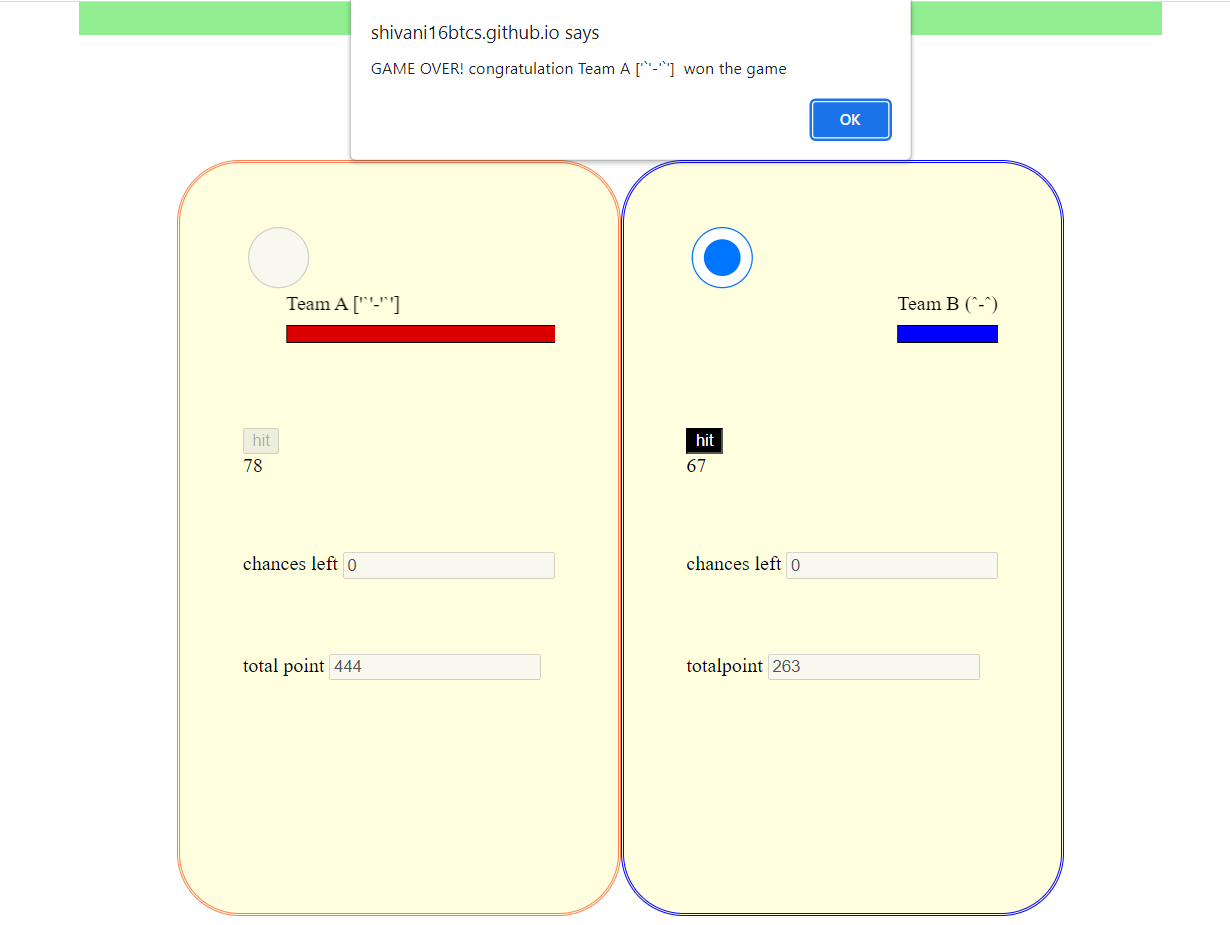 shivani16btcs.github.io says
GAME OVER! congratulation Team A ['`'-'`'] won the game
OK
Team A ['`'-'`']
hit
78
chances left 0
total point 444
Team B (ˆ-ˆ)
hit
67
chances left 0
totalpoint 263